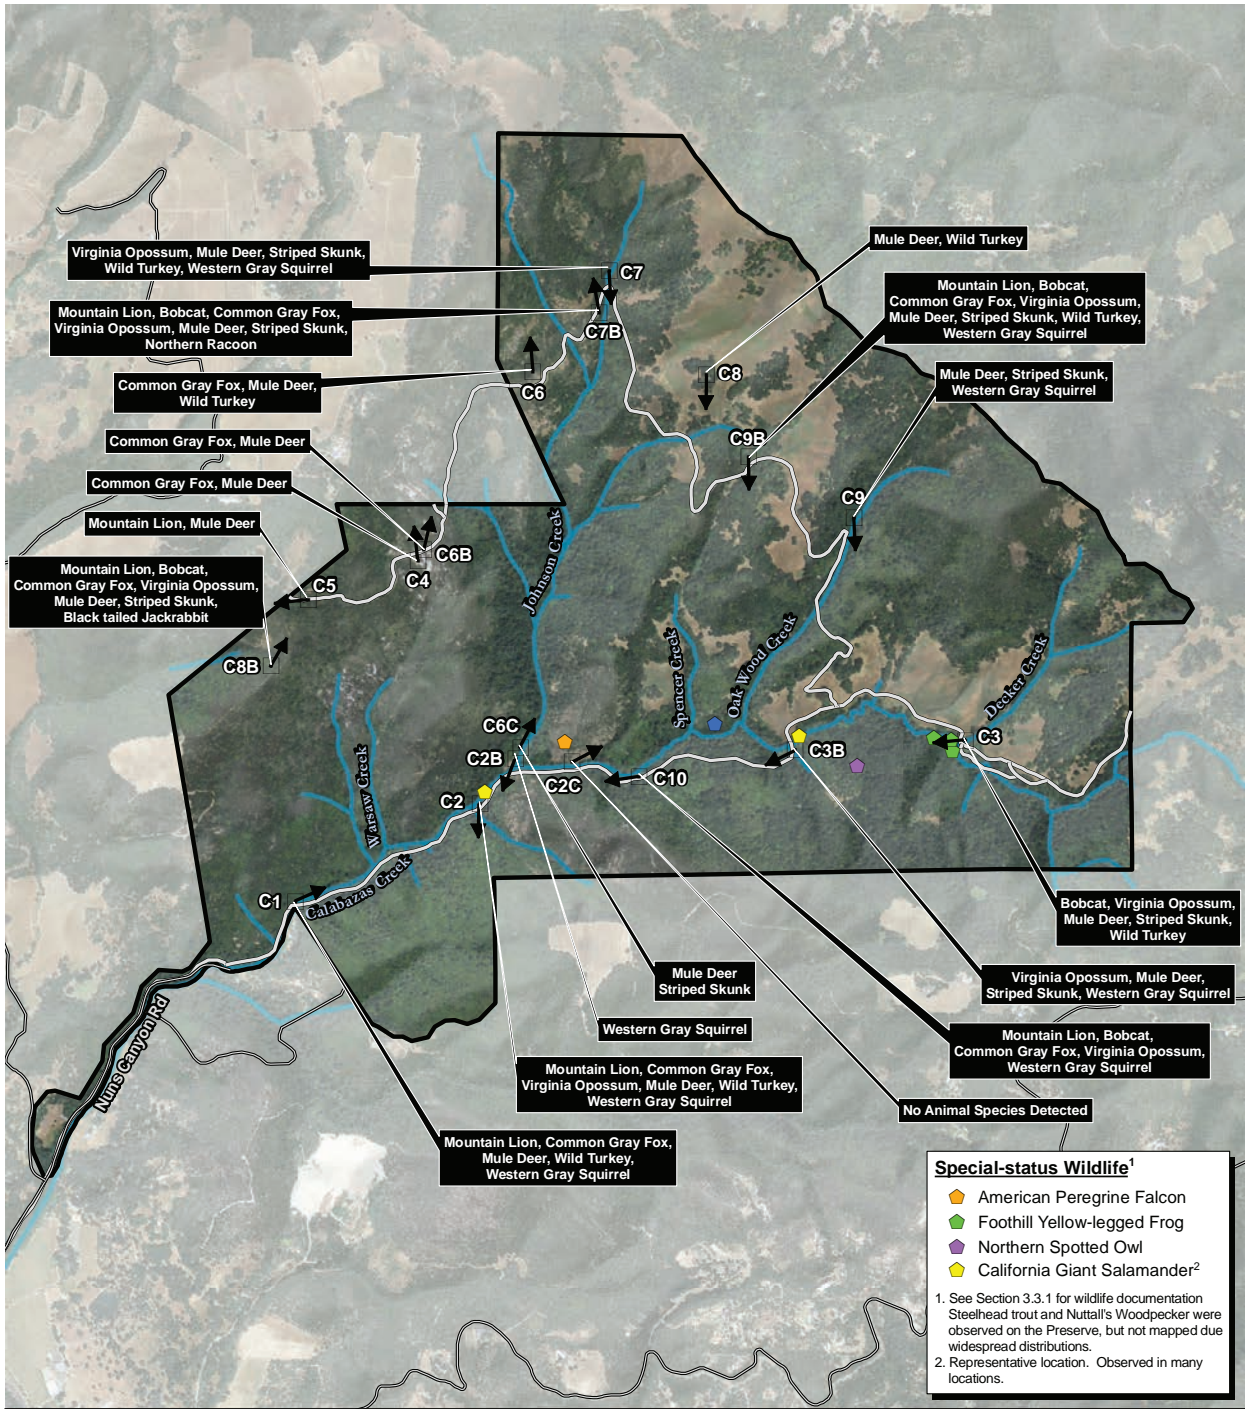 Virginia Opossum, Mule Deer, Striped Skunk,
Wild Turkey, Western Gray Squirrel
Mountain Lion, Bobcat, Common Gray Fox,
Virginia Opossum, Mule Deer, Striped Skunk,
Northern Racoon
Common Gray Fox, Mule Deer,
Wild Turkey
Common Gray Fox, Mule Deer
Common Gray Fox, Mule Deer
Mountain Lion, Mule Deer
Mountain Lion, Bobcat,
Common Gray Fox, Virginia Opossum,
Mule Deer, Striped Skunk,
Black tailed Jackrabbit
Mule Deer, Wild Turkey
Mountain Lion, Bobcat,
Common Gray Fox, Virginia Opossum,
Mule Deer, Striped Skunk, Wild Turkey,
Western Gray Squirrel
Mule Deer, Striped Skunk,
Western Gray Squirrel
C7
C7B
C6
C8
C9B
C9
C6B
C4
C5
C8B
C6C
C2B
C2C
C2
C10
C3B
C3
C1
Johnson Creek
Spencer Creek
Oak Wood Creek
Decker Creek
Warsaw Creek
Calabazas Creek
Nuns Canyon Rd
Bobcat, Virginia Opossum,
Mule Deer, Striped Skunk,
Wild Turkey
Virginia Opossum, Mule Deer,
Striped Skunk, Western Gray Squirrel
Mule Deer
Striped Skunk
Western Gray Squirrel
Mountain Lion, Bobcat,
Common Gray Fox, Virginia Opossum,
Western Gray Squirrel
Mountain Lion, Common Gray Fox,
Virginia Opossum, Mule Deer, Wild Turkey,
Western Gray Squirrel
No Animal Species Detected
Mountain Lion, Common Gray Fox,
Mule Deer, Wild Turkey,
Western Gray Squirrel
Special-status Wildlife1
American Peregrine Falcon
Foothill Yellow-legged Frog
Northern Spotted Owl
California Giant Salamander2
1. See Section 3.3.1 for wildlife documentation
Steelhead trout and Nuttall's Woodpecker were
observed on the Preserve, but not mapped due
widespread distributions.
2. Representative location. Observed in many
locations.